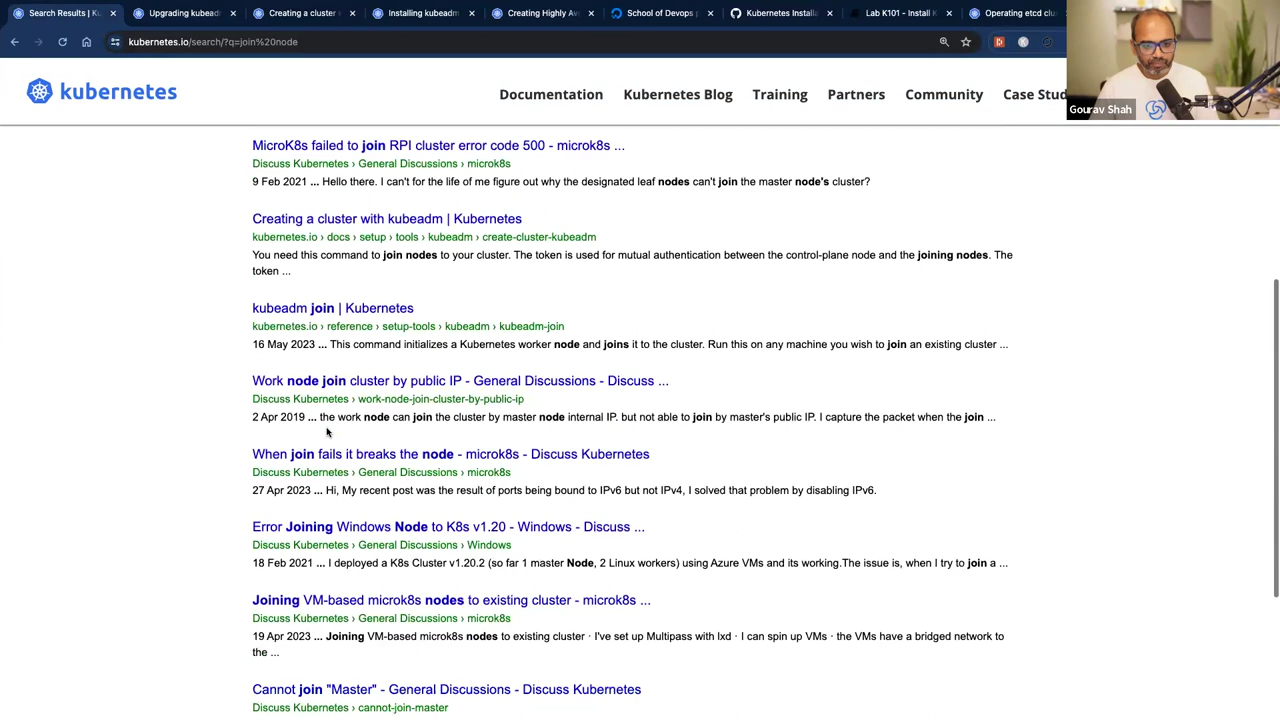 Search Results | K
Upgrading kubead
Creating a cluster
Installing kubeadm
Creating Highly Av
School of Devops
Kubernetes Installa
Lab K101 - Install K
Operating etcd clu
kubernetes.io/search/?q=join%20node
kubernetes
Documentation
Kubernetes Blog
Training
Partners
Community
Case Stud
Gourav Shah
MicroK8s failed to join RPI cluster error code 500 - microk8s ...
Discuss Kubernetes › General Discussions › microk8s
9 Feb 2021 ... Hello there. I can't for the life of me figure out why the designated leaf nodes can't join the master node's cluster?
Creating a cluster with kubeadm | Kubernetes
kubernetes.io › docs › setup › tools › kubeadm › create-cluster-kubeadm
You need this command to join nodes to your cluster. The token is used for mutual authentication between the control-plane node and the joining nodes. The
token ...
kubeadm join | Kubernetes
kubernetes.io › reference › setup-tools › kubeadm › kubeadm-join
16 May 2023 ... This command initializes a Kubernetes worker node and joins it to the cluster. Run this on any machine you wish to join an existing cluster ...
Work node join cluster by public IP - General Discussions - Discuss ...
Discuss Kubernetes › work-node-join-cluster-by-public-ip
2 Apr 2019 ... the work node can join the cluster by master node internal IP. but not able to join by master's public IP. I capture the packet when the join ...
When join fails it breaks the node - microk8s - Discuss Kubernetes
Discuss Kubernetes › General Discussions › microk8s
27 Apr 2023 ... Hi, My recent post was the result of ports being bound to IPv6 but not IPv4, I solved that problem by disabling IPv6.
Error Joining Windows Node to K8s v1.20 - Windows - Discuss ...
Discuss Kubernetes › General Discussions › Windows
18 Feb 2021 ... I deployed a K8s Cluster v1.20.2 (so far 1 master Node, 2 Linux workers) using Azure VMs and its working.The issue is, when I try to join a ...
Joining VM-based microk8s nodes to existing cluster - microk8s ...
Discuss Kubernetes › General Discussions › microk8s
19 Apr 2023 ... Joining VM-based microk8s nodes to existing cluster · I've set up Multipass with lxd · I can spin up VMs · the VMs have a bridged network to
the ...
Cannot join "Master" - General Discussions - Discuss Kubernetes
Discuss Kubernetes › cannot-join-master